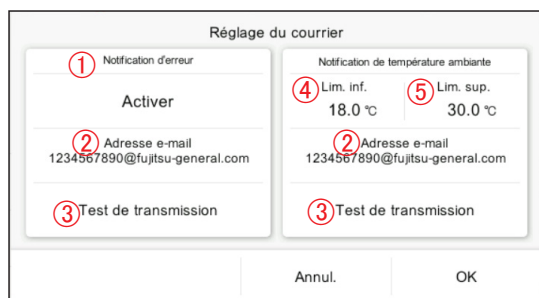 Réglage du courrier
① Notification d'erreur
Activer
② Adresse e-mail
1234567890@fujitsu-general.com
③ Test de transmission
Notification de température ambiante
④ Lim. inf.
18.0 °C
⑤ Lim. sup.
30.0 °C
② Adresse e-mail
1234567890@fujitsu-general.com
③ Test de transmission
Annul.
OK